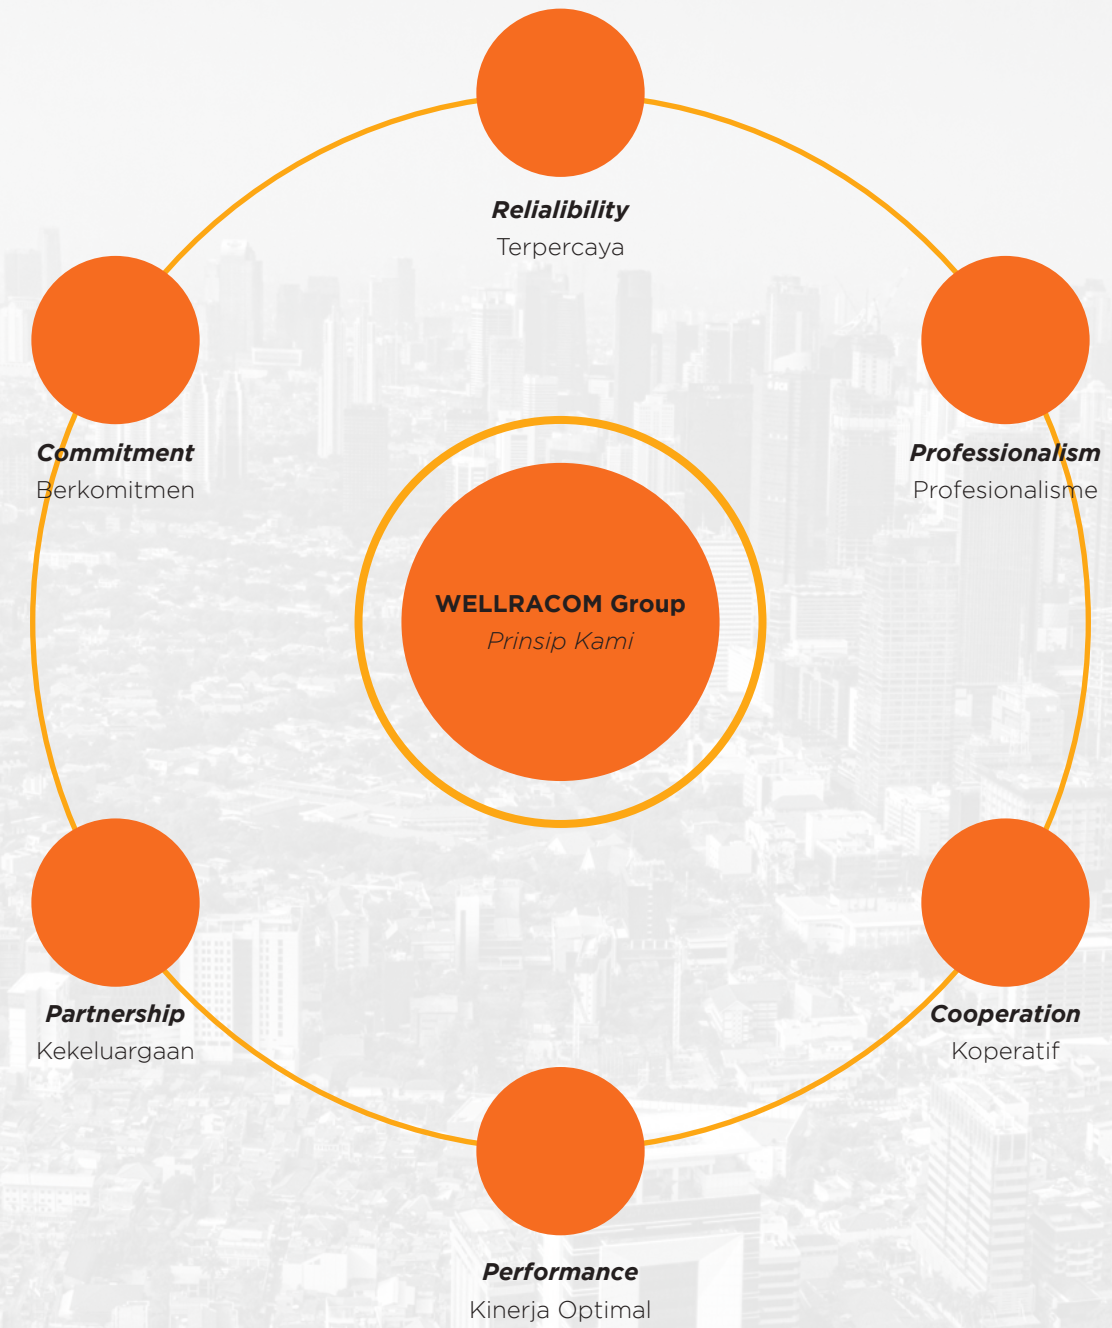 Relialibility
Terpercaya
Commitment
Berkomitmen
Professionalism
Profesionalisme
WELLRACOM Group
Prinsip Kami
Partnership
Kekeluargaan
Cooperation
Koperatif
Performance
Kinerja Optimal